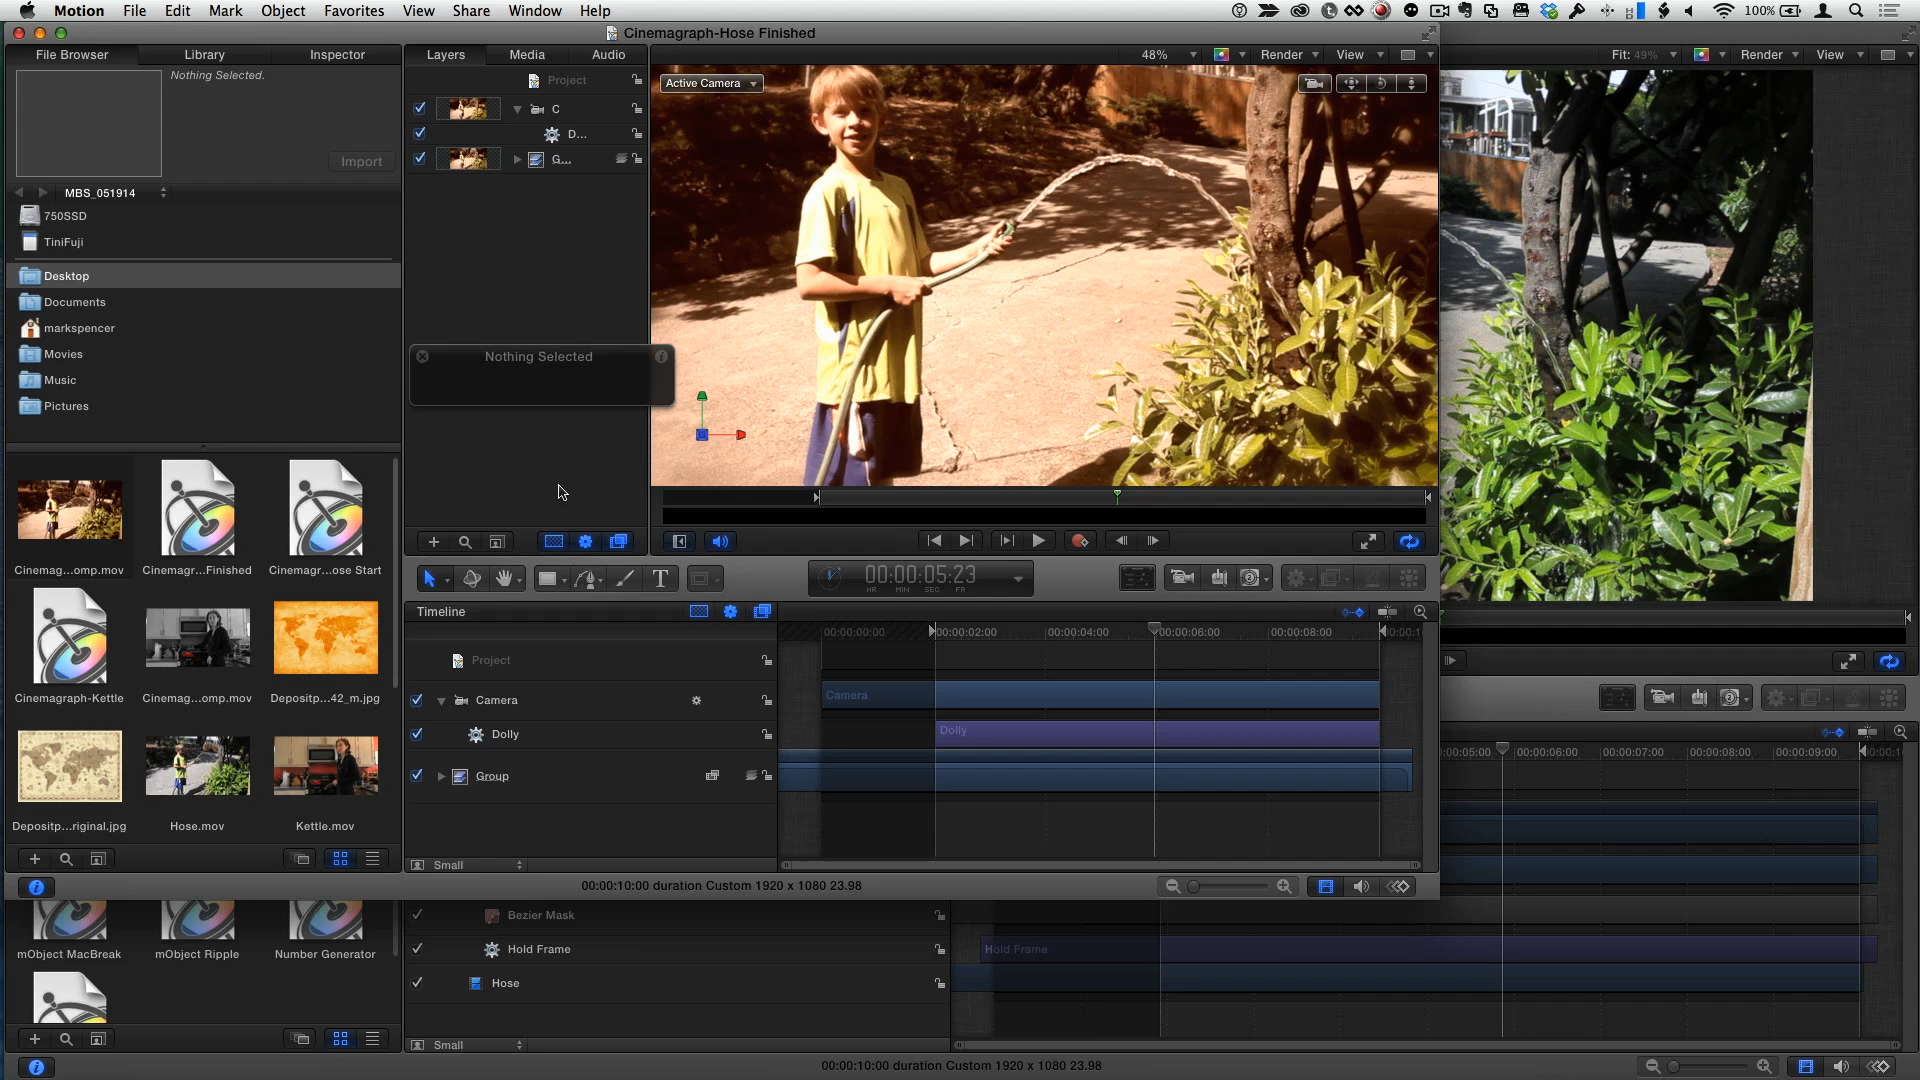 Motion File Edit Mark Object Favorites View Share Window Help 100%
Cinemagraph-Hose Finished
File Browser Library Inspector Layers Media Audio 48% Render View Fit: 49% Render View
Nothing Selected.
Project
Active Camera
C
D...
G...
Import
MBS_051914
750SSD
TiniFuji
Desktop
Documents
markspencer
Movies
Music
Pictures
Nothing Selected
Cinemag...omp.mov Cinemagr...Finished Cinemagr...ose Start
Cinemagraph-Kettle Cinemag...omp.mov Depositp...42_m.jpg
Depositp...riginal.jpg Hose.mov Kettle.mov
T
00:00:05:23
HR MIN SEC FR
Timeline
00:00:00:00 00:00:02:00 00:00:04:00 00:00:06:00 00:00:08:00
Project
Camera Camera
Dolly Dolly
Group
Small
00:00:10:00 duration Custom 1920 x 1080 23.98
00:00:06:00 00:00:07:00 00:00:08:00 00:00:09:00
Bezier Mask
mObject MacBreak mObject Ripple Number Generator
Hold Frame Hold Frame
Hose
Small
00:00:10:00 duration Custom 1920 x 1080 23.98